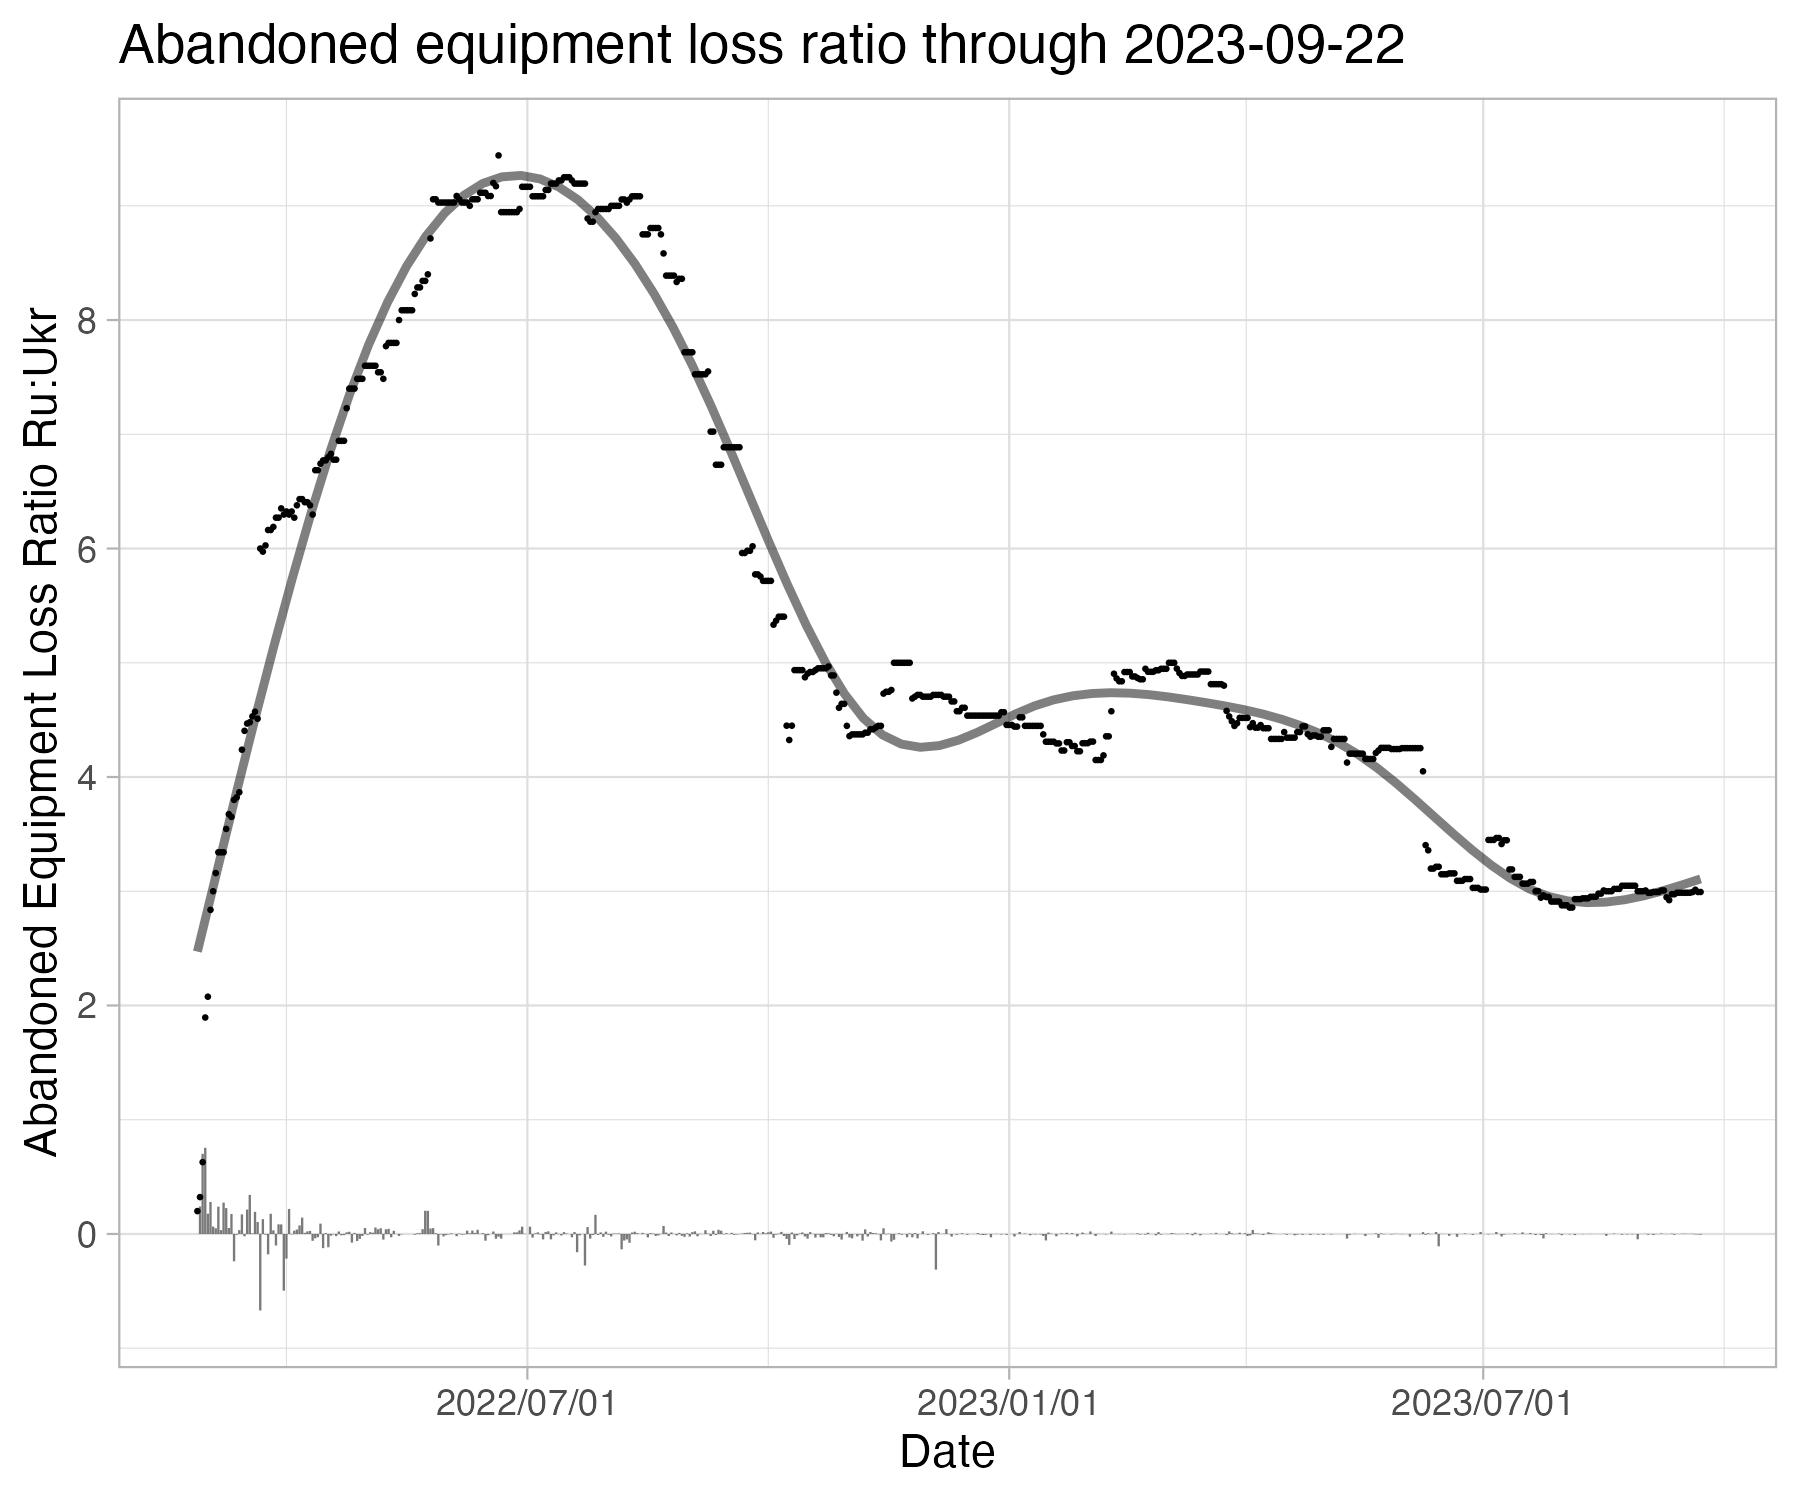 Abandoned equipment loss ratio through 2023-09-22
Abandoned Equipment Loss Ratio Ru:Ukr
8
6
4
2
0
2022/07/01
2023/01/01
2023/07/01
Date